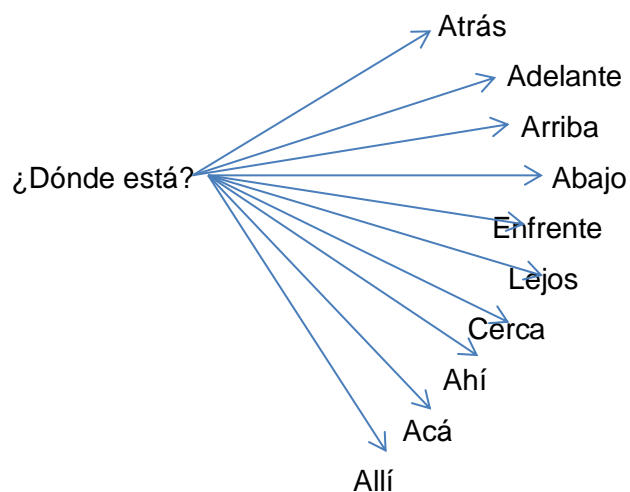 Atrás
Adelante
Arriba
¿Dónde está?
Abajo
Enfrente
Lejos
Cerca
Ahí
Acá
Allí